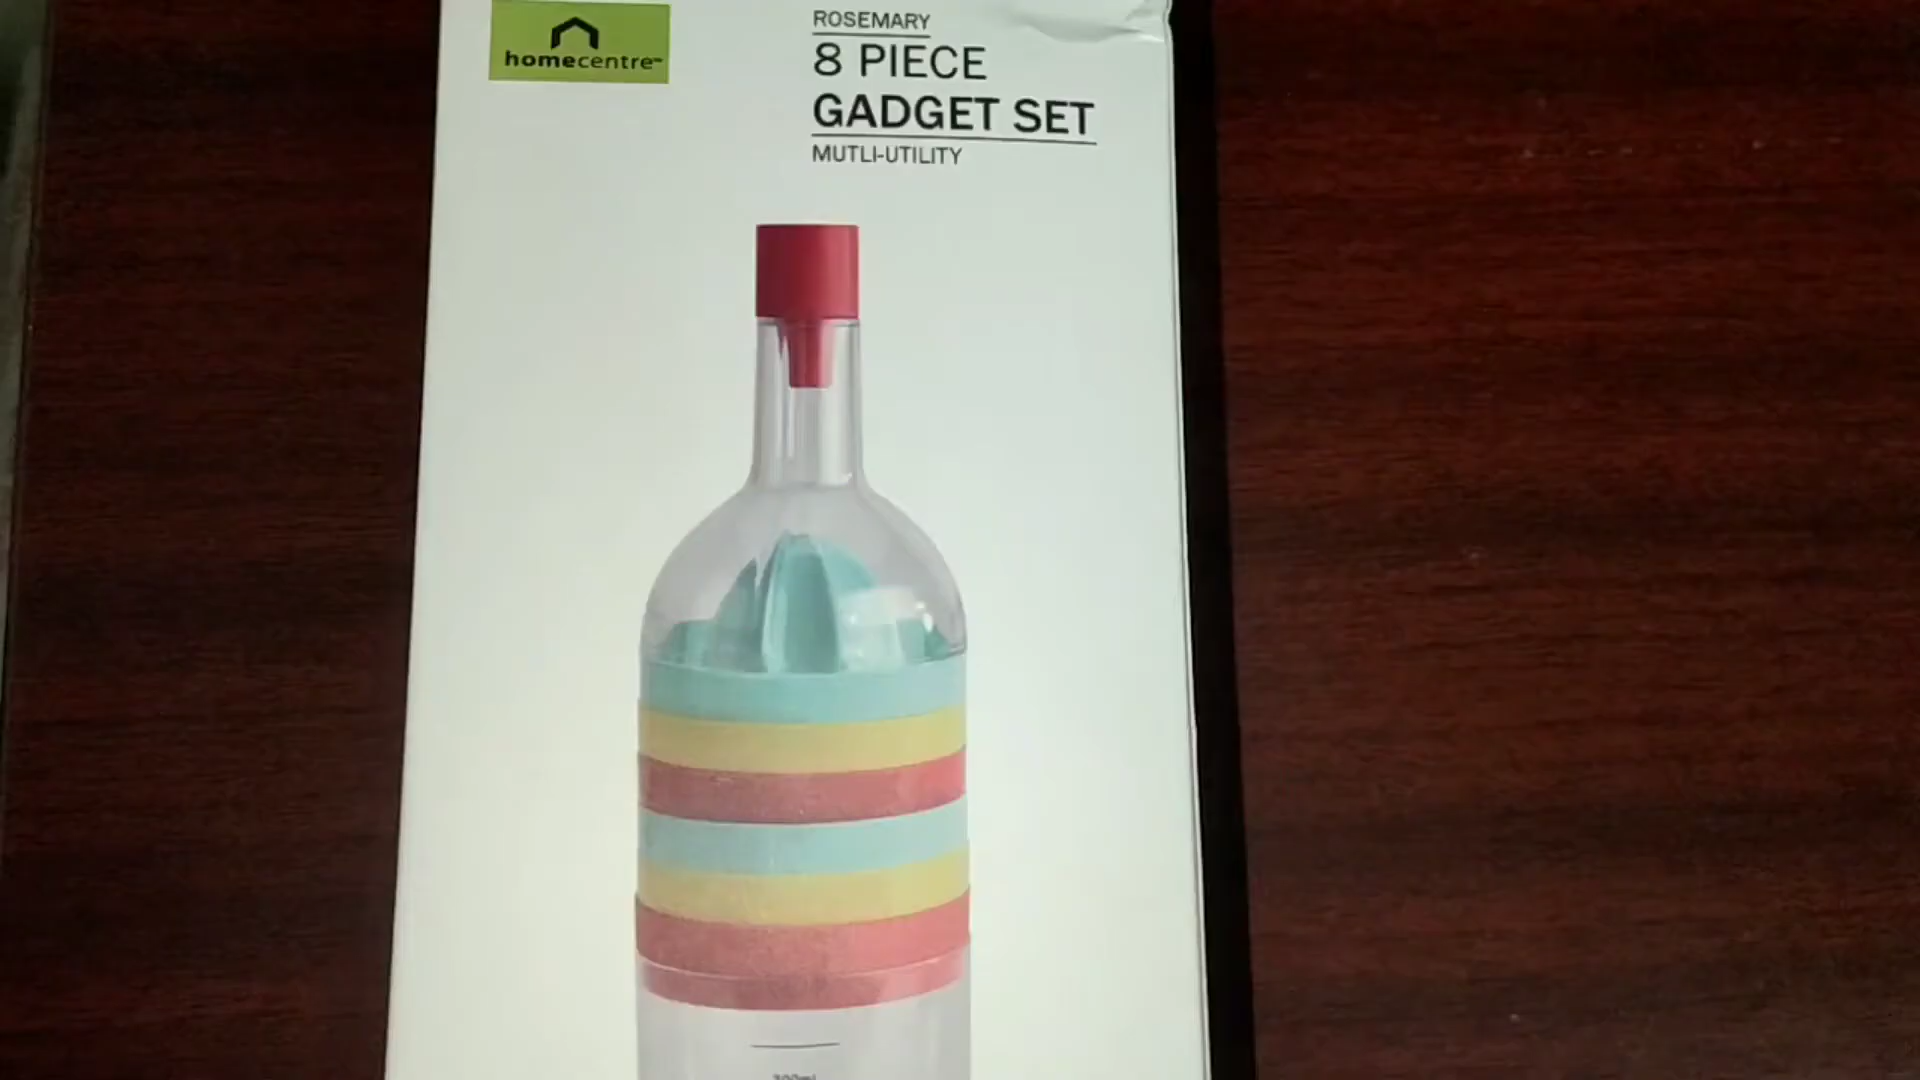 homecentre
ROSEMARY
8 PIECE
GADGET SET
MUTLI-UTILITY